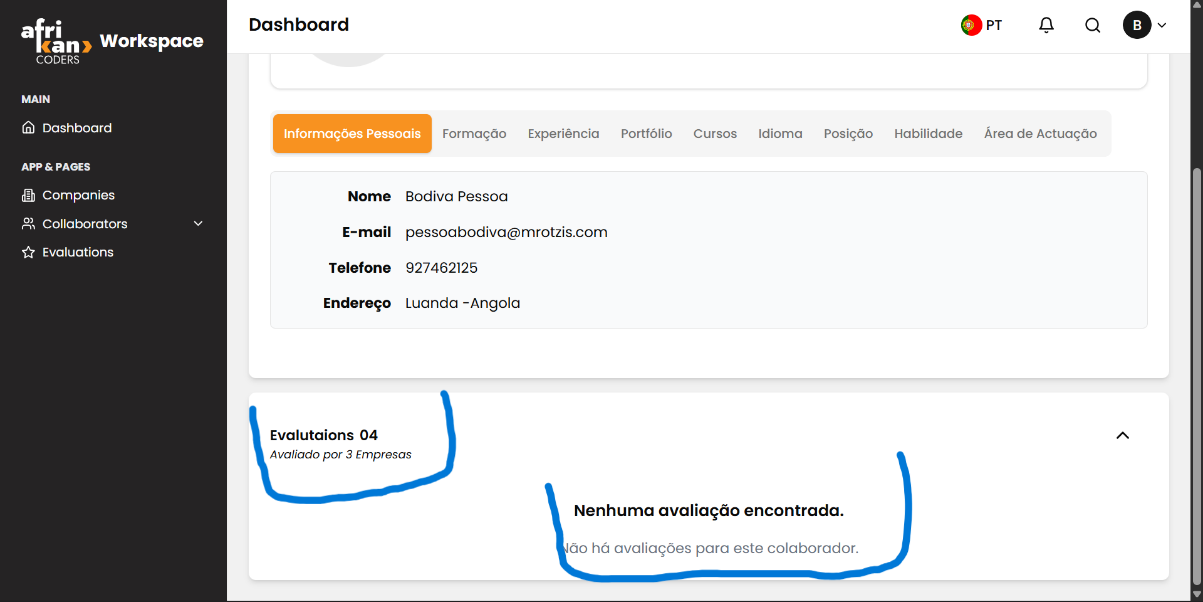 afri
kan
CODERS
Workspace
Dashboard
PT
B
MAIN
Dashboard
APP & PAGES
Companies
Collaborators
Evaluations
Informações Pessoais Formação Experiência Portfólio Cursos Idioma Posição Habilidade Área de Actuação
Nome Bodiva Pessoa
E-mail pessoabodiva@mrotzis.com
Telefone 927462125
Endereço Luanda -Angola
Evalutaions 04
Avaliado por 3 Empresas
Nenhuma avaliação encontrada.
Não há avaliações para este colaborador.